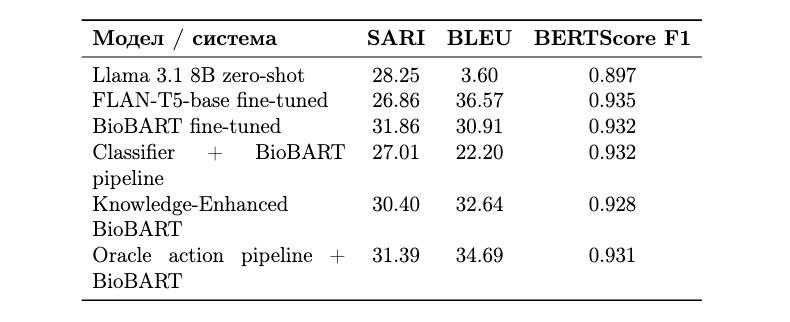 Модел / система SARI BLEU BERTScore F1
Llama 3.1 8B zero-shot 28.25 3.60 0.897
FLAN-T5-base fine-tuned 26.86 36.57 0.935
BioBART fine-tuned 31.86 30.91 0.932
Classifier + BioBART 27.01 22.20 0.932
pipeline
Knowledge-Enhanced 30.40 32.64 0.928
BioBART
Oracle action pipeline + 31.39 34.69 0.931
BioBART